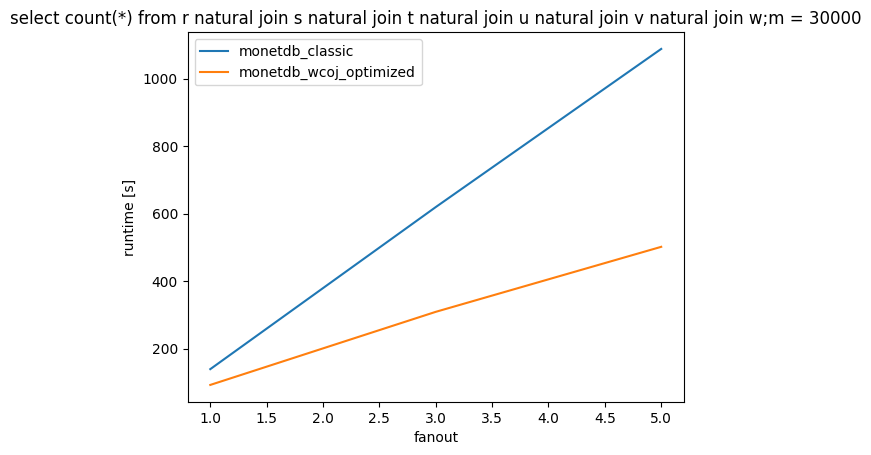 select count(*) from r natural join s natural join t natural join u natural join v natural join w;m = 30000
monetdb_classic
monetdb_wcoj_optimized
1000
800
600
400
200
runtime [s]
1.0 1.5 2.0 2.5 3.0 3.5 4.0 4.5 5.0
fanout